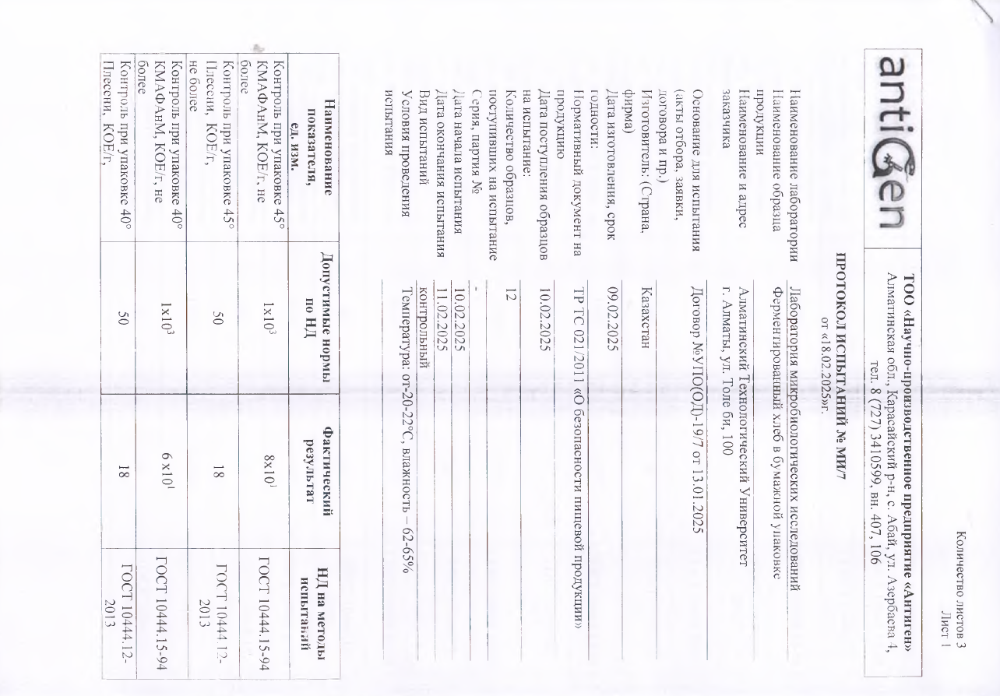 Количество листов 3
Лист 1
antiGen
ТОО «Научно-производственное предприятие «Антиген»
Алматинская обл., Карасайский р-н, с. Абай, ул. Азербаева 4,
тел. 8 (727) 3410599, вн. 407, 106
ПРОТОКОЛ ИСПЫТАНИЙ № МИ/7
от «18.02.2025»г.
Наименование лаборатории Лаборатория микробиологических исследований
Наименование образца Ферментированный хлеб в бумажной упаковке
продукции
Наименование и адрес Алматинский Технологический Университет
заказчика г. Алматы, ул. Толе би, 100
Основание для испытания Договор №УПО(ОД)-19/7 от 13.01.2025
(акты отбора, заявки,
договора и пр.)
Изготовитель: (Страна, Казахстан
фирма)
Дата изготовления, срок 09.02.2025
годности:
Нормативный документ на ТР ТС 021/2011 «О безопасности пищевой продукции»
продукцию
Дата поступления образцов 10.02.2025
на испытание:
Количество образцов, 12
поступивших на испытание
Серия, партия № -
Дата начала испытания 10.02.2025
Дата окончания испытания 11.02.2025
Вид испытаний контрольный
Условия проведения Температура: от-20-22°С, влажность – 62-65%
испытания
Наименование показателя, ед. изм. Допустимые нормы по НД Фактический результат НД на методы испытаний
Контроль при упаковке 45° 1х10³ 8х10¹ ГОСТ 10444.15-94
КМАФАнМ, КОЕ/г, не
более
Контроль при упаковке 45° 50 18 ГОСТ 10444.12-
Плесени, КОЕ/г, 2013
не более
Контроль при упаковке 40° 1х10³ 6х10¹ ГОСТ 10444.15-94
КМАФАнМ, КОЕ/г, не
более
Контроль при упаковке 40° 50 18 ГОСТ 10444.12-
Плесени, КОЕ/г, 2013